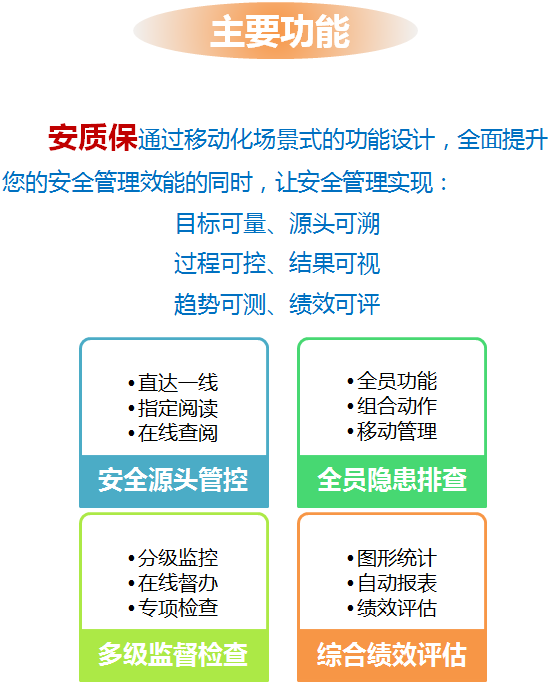 主要功能
安质保通过移动化场景式的功能设计，全面提升
您的安全管理效能的同时，让安全管理实现：
目标可量、源头可溯
过程可控、结果可视
趋势可测、绩效可评
•直达一线
•指定阅读
•在线查阅
安全源头管控
•全员功能
•组合动作
•移动管理
全员隐患排查
•分级监控
•在线督办
•专项检查
多级监督检查
•图形统计
•自动报表
•绩效评估
综合绩效评估